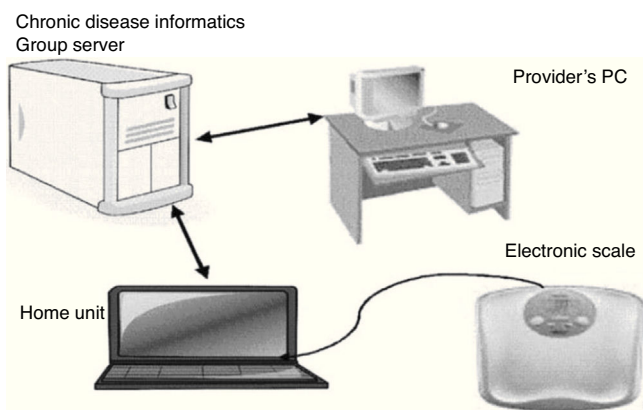 Chronic disease informatics
Group server
Provider's PC
Electronic scale
Home unit